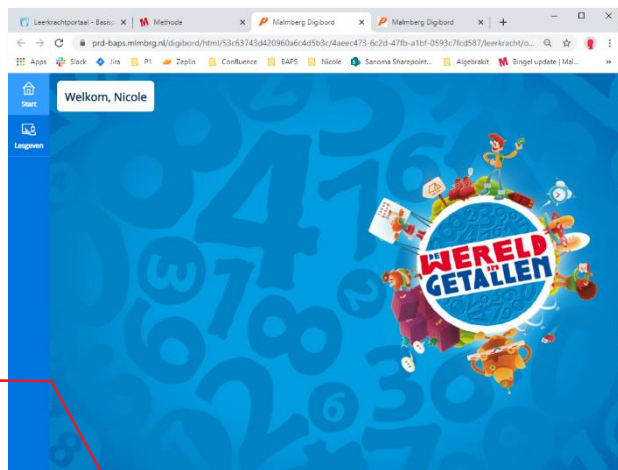 Leerkrachtportaal - Basisp
Methode
Malmberg Digibord
Malmberg Digibord
prd-baps.mlmbrg.nl/digibord/html/53c63743d420960a6c4d5b3c/4aeec473-6c2d-47fb-a1bf-0593c7fcd587/leerkracht/o...
Apps
Slack
Jira
P1
Zeplin
Confluence
BAPS
Nicole
Sanoma Sharepoint...
Algebrakit
Bingel update | Mal...
Start
Welkom, Nicole
Lesgeven
DE
WERELD
IN
GETALLEN